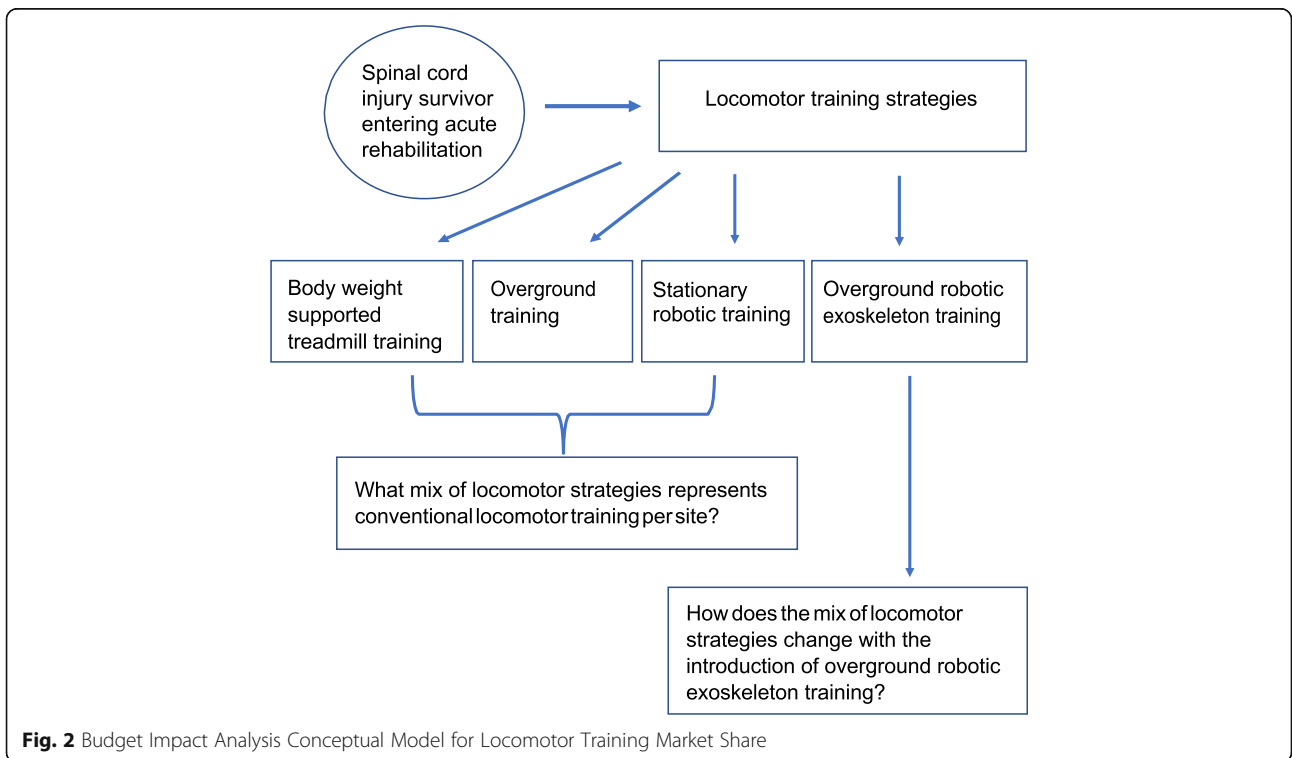 Spinal cord
injury survivor
entering acute
rehabilitation
Locomotor training strategies
Body weight
supported
treadmill training
Overground
training
Stationary
robotic training
Overground robotic
exoskeleton training
What mix of locomotor strategies represents
conventional locomotor training per site?
How does the mix of locomotor
strategies change with the
introduction of overground robotic
exoskeleton training?
Fig. 2 Budget Impact Analysis Conceptual Model for Locomotor Training Market Share